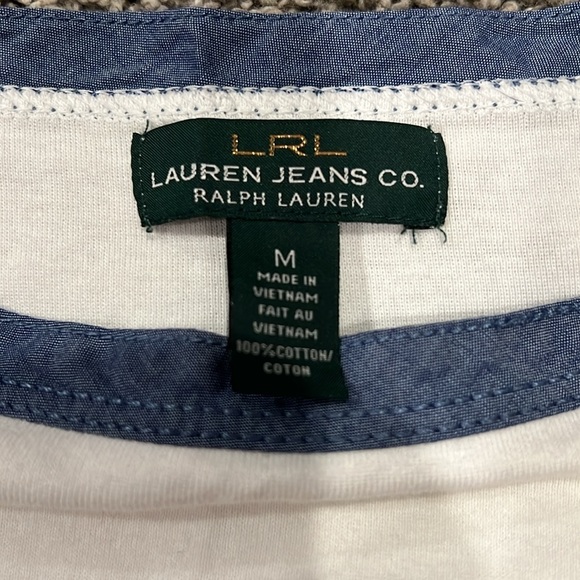 LRL
LAUREN JEANS CO.
RALPH LAUREN
M
MADE IN
VIETNAM
FAIT AU
VIETNAM
100%COTTON/
COTON